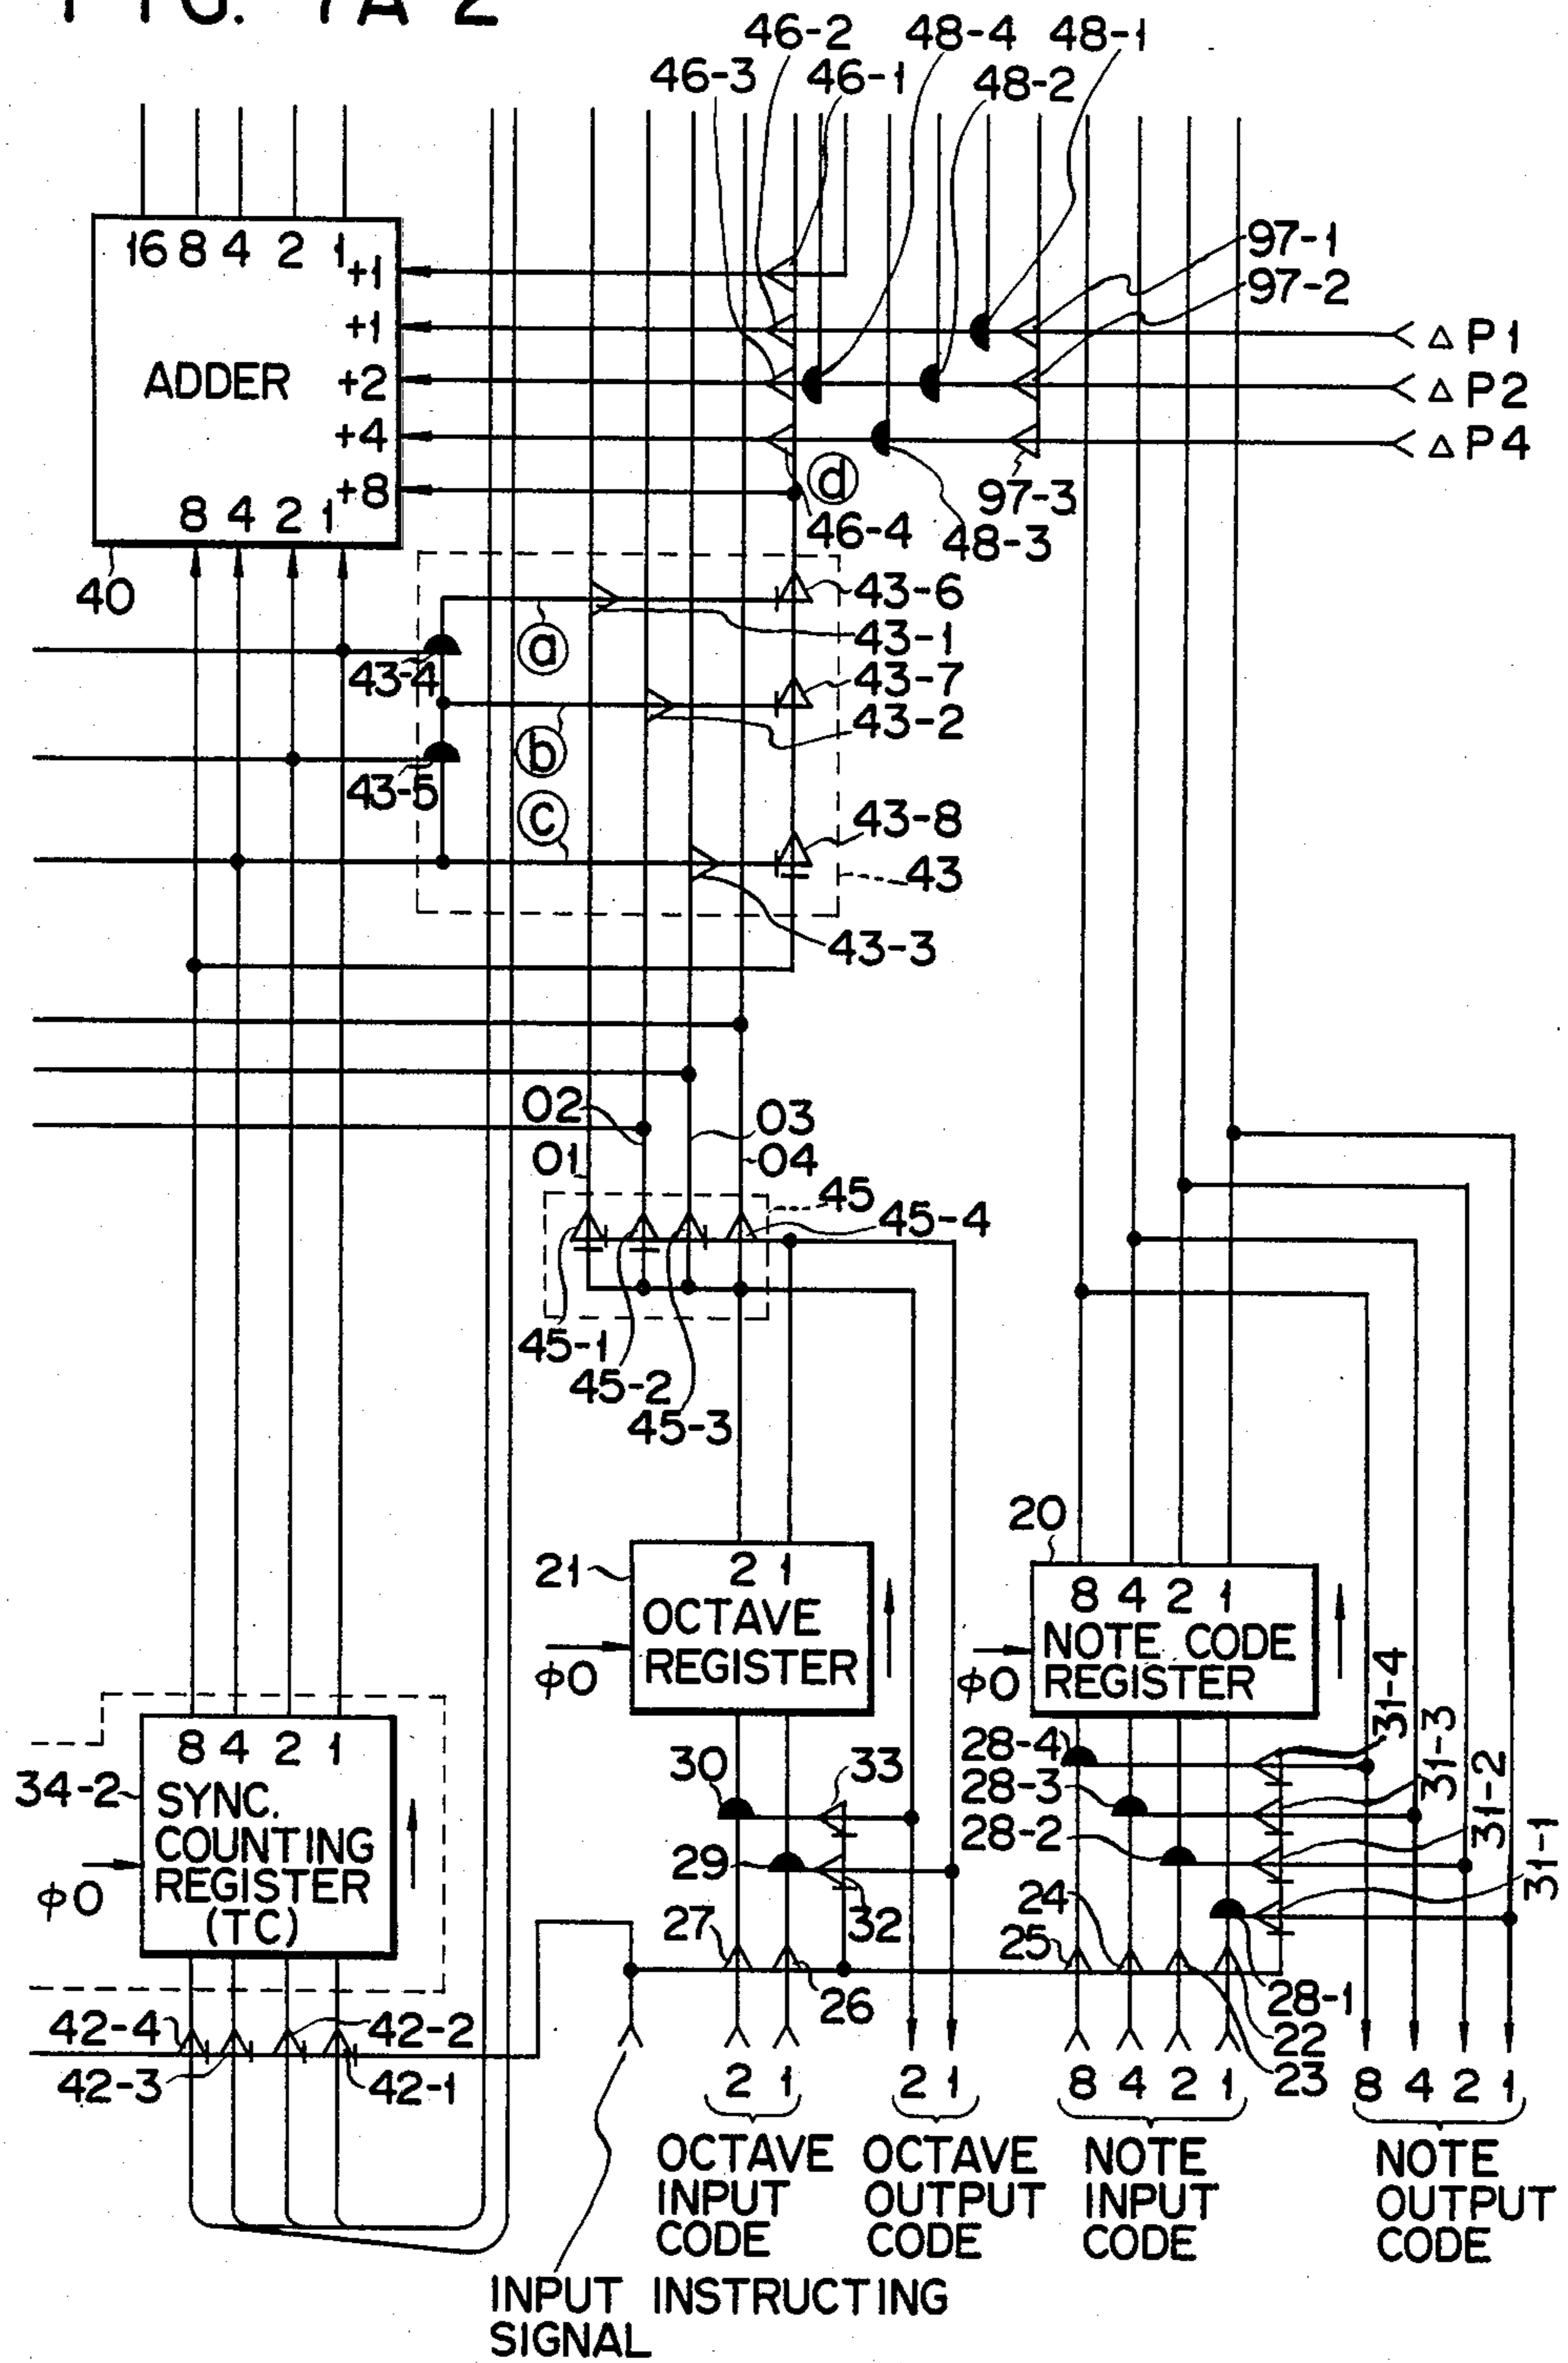 FIG. 7A-2
46-2 48-4 48-1
46-3 46-1 48-2
16 8 4 2 1
+1
+1
+2
+4
+8
ADDER
8 4 2 1
40
97-1
97-2
△ P1
△ P2
△ P4
97-3
d
46-4 48-3
43-6
43-1
a
43-4
43-7
43-2
b
43-5
c
43-8
43
43-3
02
03
01
04
45
45-4
45-1
45-2
45-3
20
21
2 1
OCTAVE
REGISTER
φ0
8 4 2 1
NOTE CODE
REGISTER
φ0
31-4
31-3
31-2
31-1
28-4
28-3
28-2
30
33
29
32
34-2
8 4 2 1
SYNC.
COUNTING
REGISTER
(TC)
φ0
27
26
24
25
28-1
22
23
42-4
42-2
42-3
42-1
2 1
2 1
8 4 2 1
8 4 2 1
OCTAVE
INPUT
CODE
OCTAVE
OUTPUT
CODE
NOTE
INPUT
CODE
NOTE
OUTPUT
CODE
INPUT INSTRUCTING
SIGNAL